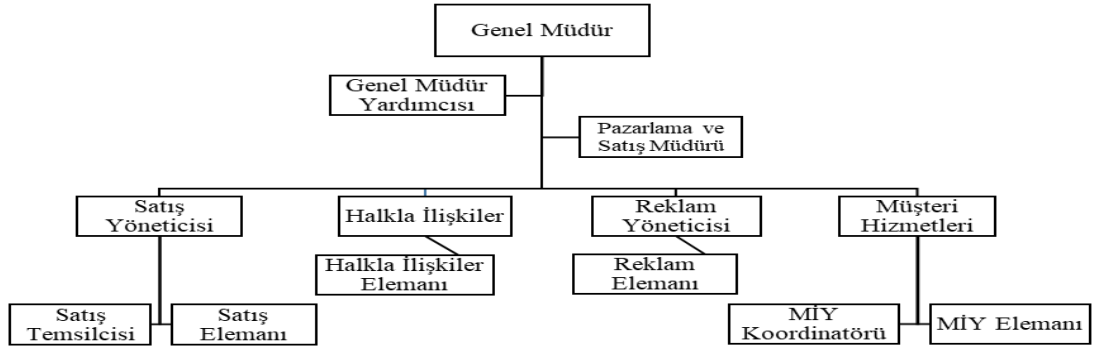 Genel Müdür
Genel Müdür
Yardımcısı
Pazarlama ve
Satış Müdürü
Satış
Yöneticisi
Halkla İlişkiler
Reklam
Yöneticisi
Müşteri
Hizmetleri
Halkla İlişkiler
Elemanı
Reklam
Elemanı
Satış
Temsilcisi
Satış
Elemanı
MİY
Koordinatörü
MİY Elemanı